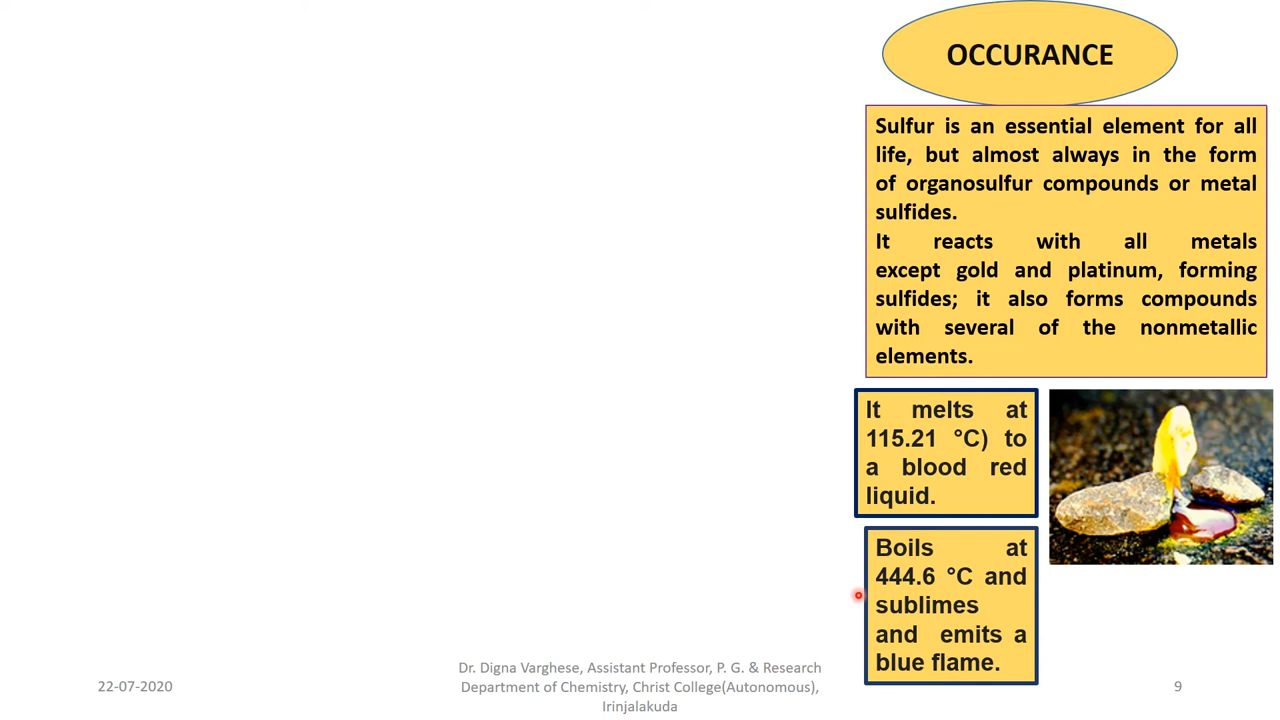 OCCURANCE
Sulfur is an essential element for all
life, but almost always in the form
of organosulfur compounds or metal
sulfides.
It reacts with all metals
except gold and platinum, forming
sulfides; it also forms compounds
with several of the nonmetallic
elements.
It melts at
115.21 °C) to
a blood red
liquid.
Boils at
444.6 °C and
sublimes
and emits a
blue flame.
22-07-2020
Dr. Digna Varghese, Assistant Professor, P. G. & Research
Department of Chemistry, Christ College(Autonomous),
Irinjalakuda
9